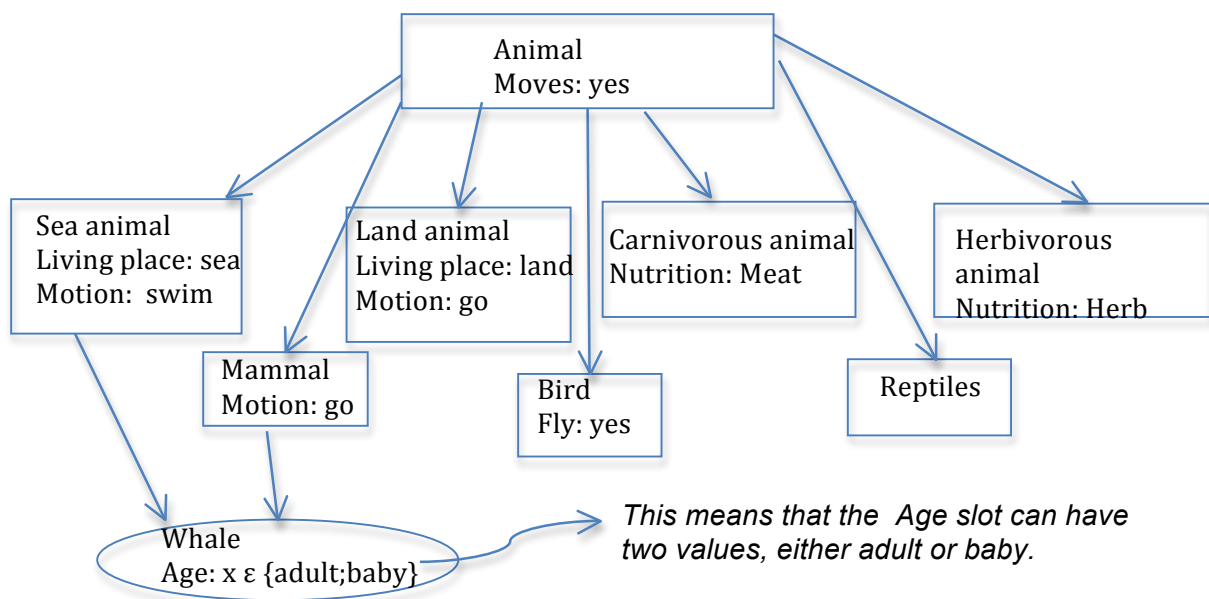 Animal
Moves: yes
Sea animal
Living place: sea
Motion:  swim
Land animal
Living place: land
Motion: go
Carnivorous animal
Nutrition: Meat
Herbivorous
animal
Nutrition: Herb
Mammal
Motion: go
Bird
Fly: yes
Reptiles
Whale
Age: x ε {adult;baby}
This means that the  Age slot can have
two values, either adult or baby.